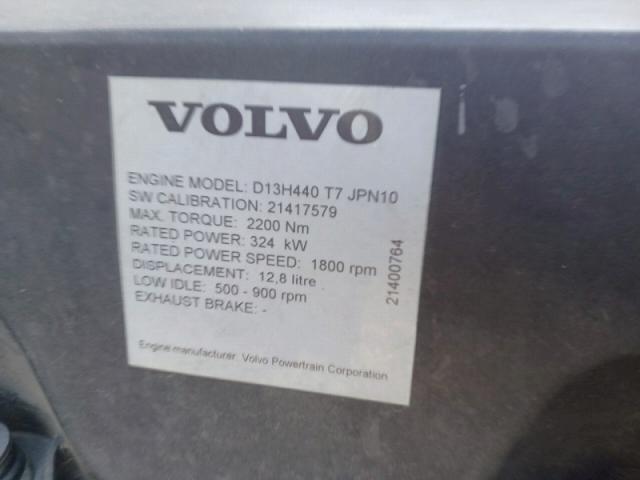 VOLVO
ENGINE MODEL: D13H440 T7 JPN10
SW CALIBRATION: 21417579
MAX. TORQUE: 2200 Nm
RATED POWER: 324 kW
RATED POWER SPEED: 1800 rpm
DISPLACEMENT: 12,8 litre
LOW IDLE: 500 - 900 rpm
EXHAUST BRAKE: -
21400764
Engine manufacturer: Volvo Powertrain Corporation